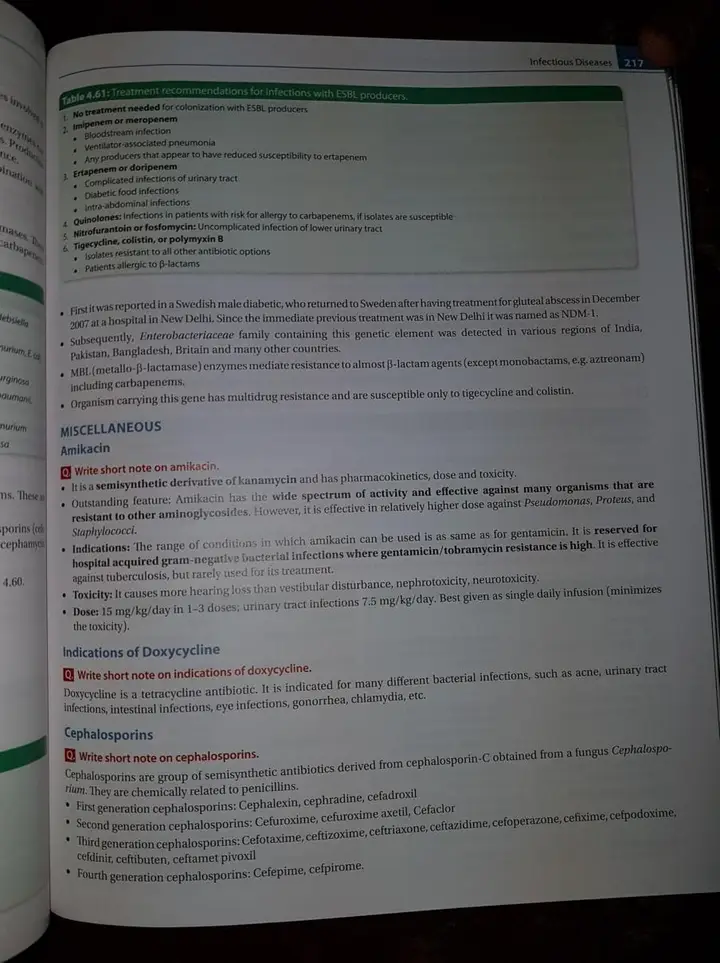 Infectious Diseases 217
Table 4.61: Treatment recommendations for infections with ESBL producers.
1. No treatment needed for colonization with ESBL producers
2. Imipenem or meropenem
• Bloodstream infection
• Ventilator-associated pneumonia
• Any producers that appear to have reduced susceptibility to ertapenem
3. Ertapenem or doripenem
• Complicated infections of urinary tract
• Diabetic food infections
• Intra-abdominal infections
4. Quinolones: Infections in patients with risk for allergy to carbapenems, if isolates are susceptible
5. Nitrofurantoin or fosfomycin: Uncomplicated infection of lower urinary tract
6. Tigecycline, colistin, or polymyxin B
• Isolates resistant to all other antibiotic options
• Patients allergic to β-lactams
• First it was reported in a Swedish male diabetic, who returned to Sweden after having treatment for gluteal abscess in December
2007 at a hospital in New Delhi. Since the immediate previous treatment was in New Delhi it was named as NDM-1.
• Subsequently, Enterobacteriaceae family containing this genetic element was detected in various regions of India,
Pakistan, Bangladesh, Britain and many other countries.
• MBL (metallo-β-lactamase) enzymes mediate resistance to almost β-lactam agents (except monobactams, e.g. aztreonam)
including carbapenems.
• Organism carrying this gene has multidrug resistance and are susceptible only to tigecycline and colistin.
MISCELLANEOUS
Amikacin
Q. Write short note on amikacin.
• It is a semisynthetic derivative of kanamycin and has pharmacokinetics, dose and toxicity.
• Outstanding feature: Amikacin has the wide spectrum of activity and effective against many organisms that are
resistant to other aminoglycosides. However, it is effective in relatively higher dose against Pseudomonas, Proteus, and
Staphylococci.
• Indications: The range of conditions in which amikacin can be used is as same as for gentamicin. It is reserved for
hospital acquired gram-negative bacterial infections where gentamicin/tobramycin resistance is high. It is effective
against tuberculosis, but rarely used for its treatment.
• Toxicity: It causes more hearing loss than vestibular disturbance, nephrotoxicity, neurotoxicity.
• Dose: 15 mg/kg/day in 1–3 doses; urinary tract infections 7.5 mg/kg/day. Best given as single daily infusion (minimizes
the toxicity).
Indications of Doxycycline
Q. Write short note on indications of doxycycline.
Doxycycline is a tetracycline antibiotic. It is indicated for many different bacterial infections, such as acne, urinary tract
infections, intestinal infections, eye infections, gonorrhea, chlamydia, etc.
Cephalosporins
Q. Write short note on cephalosporins.
Cephalosporins are group of semisynthetic antibiotics derived from cephalosporin-C obtained from a fungus Cephalospo-
rium. They are chemically related to penicillins.
• First generation cephalosporins: Cephalexin, cephradine, cefadroxil
• Second generation cephalosporins: Cefuroxime, cefuroxime axetil, Cefaclor
• Third generation cephalosporins: Cefotaxime, ceftizoxime, ceftriaxone, ceftazidime, cefoperazone, cefixime, cefpodoxime,
cefdinir, ceftibuten, ceftamet pivoxil
• Fourth generation cephalosporins: Cefepime, cefpirome.